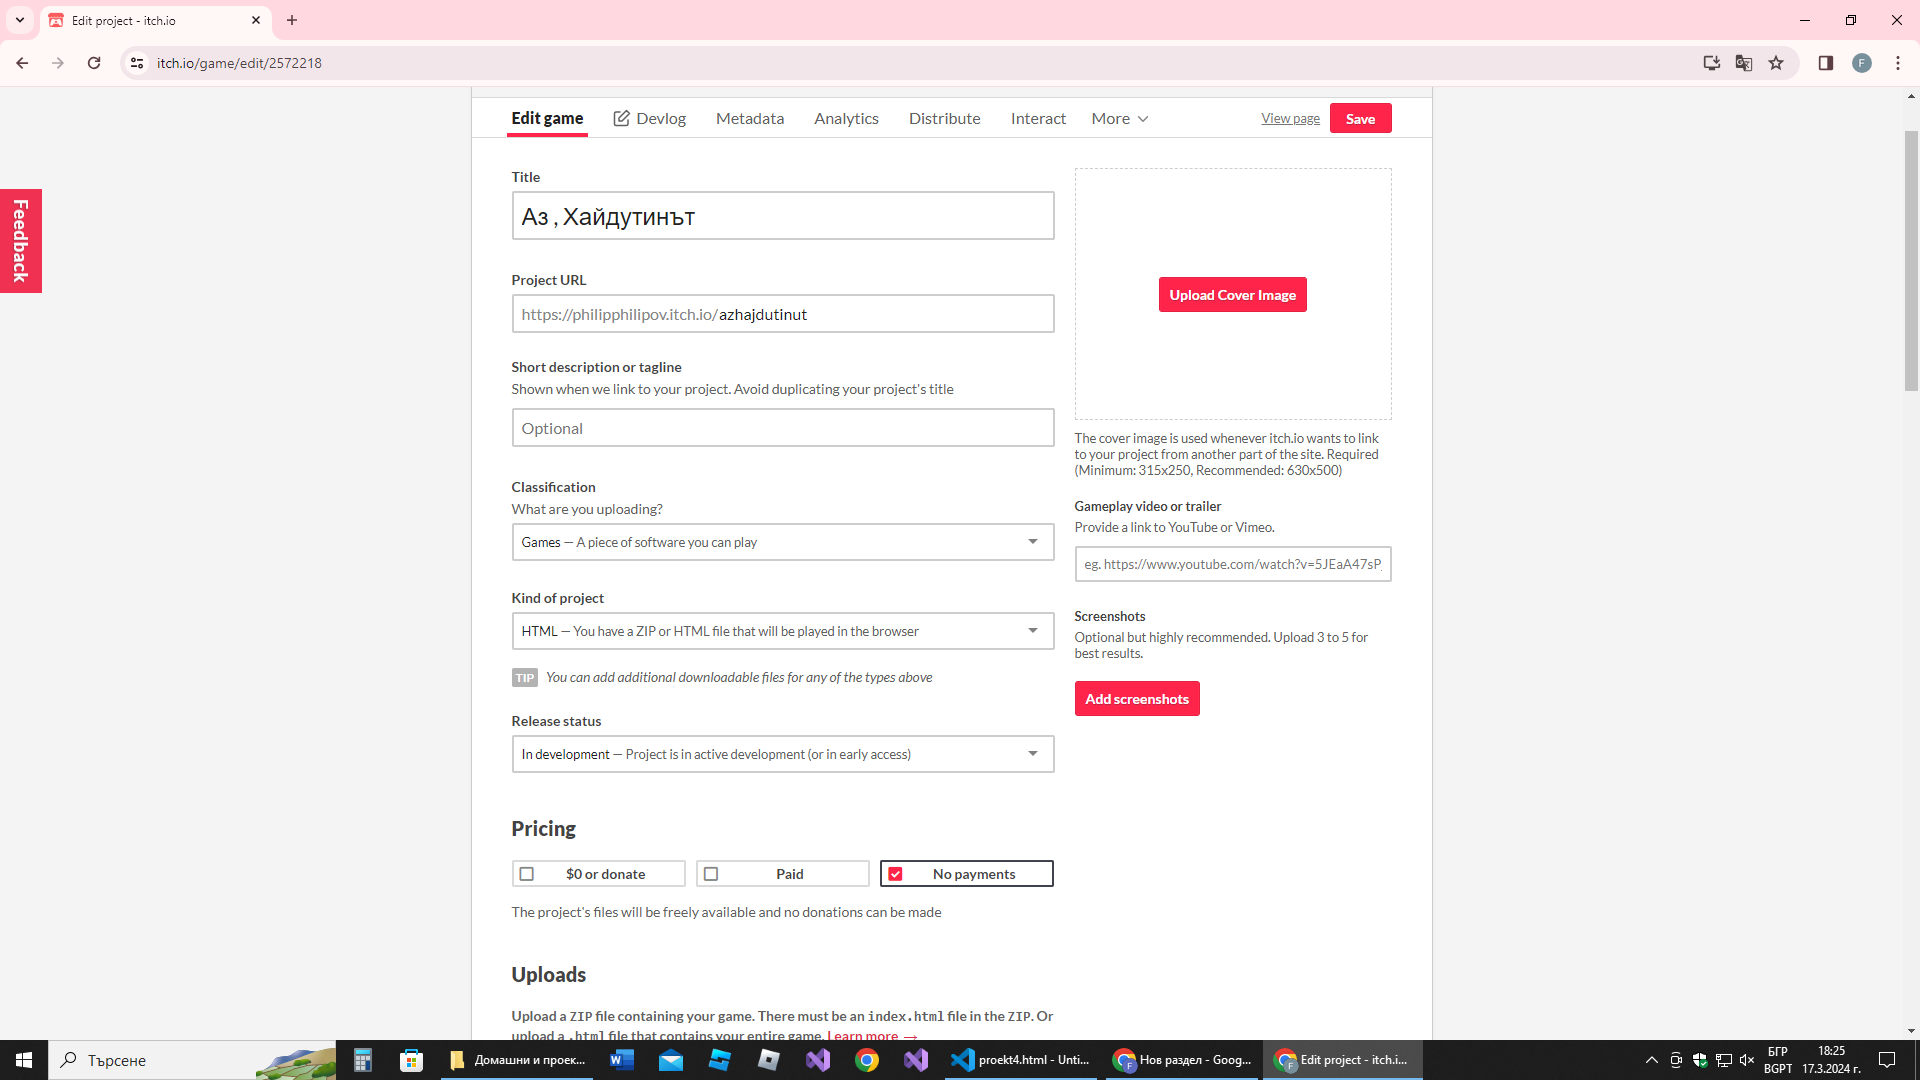 Edit project - itch.io
itch.io/game/edit/2572218
Edit game
Devlog
Metadata
Analytics
Distribute
Interact
More
View page
Save
Feedback
Title
Аз , Хайдутинът
Project URL
https://philipphilipov.itch.io/azhajdutinut
Short description or tagline
Shown when we link to your project. Avoid duplicating your project's title
Optional
Classification
What are you uploading?
Games — A piece of software you can play
Kind of project
HTML — You have a ZIP or HTML file that will be played in the browser
TIP You can add additional downloadable files for any of the types above
Release status
In development — Project is in active development (or in early access)
Pricing
$0 or donate
Paid
No payments
The project's files will be freely available and no donations can be made
Uploads
Upload a ZIP file containing your game. There must be an index.html file in the ZIP. Or
upload a .html file that contains your entire game. Learn more →
Upload Cover Image
The cover image is used whenever itch.io wants to link
to your project from another part of the site. Required
(Minimum: 315x250, Recommended: 630x500)
Gameplay video or trailer
Provide a link to YouTube or Vimeo.
eg. https://www.youtube.com/watch?v=5JEaA47sP
Screenshots
Optional but highly recommended. Upload 3 to 5 for
best results.
Add screenshots
F
Търсене
Домашни и проек...
proekt4.html - Unti...
Нов раздел - Goog...
Edit project - itch.i...
БГР
BGPT
18:25
17.3.2024 г.